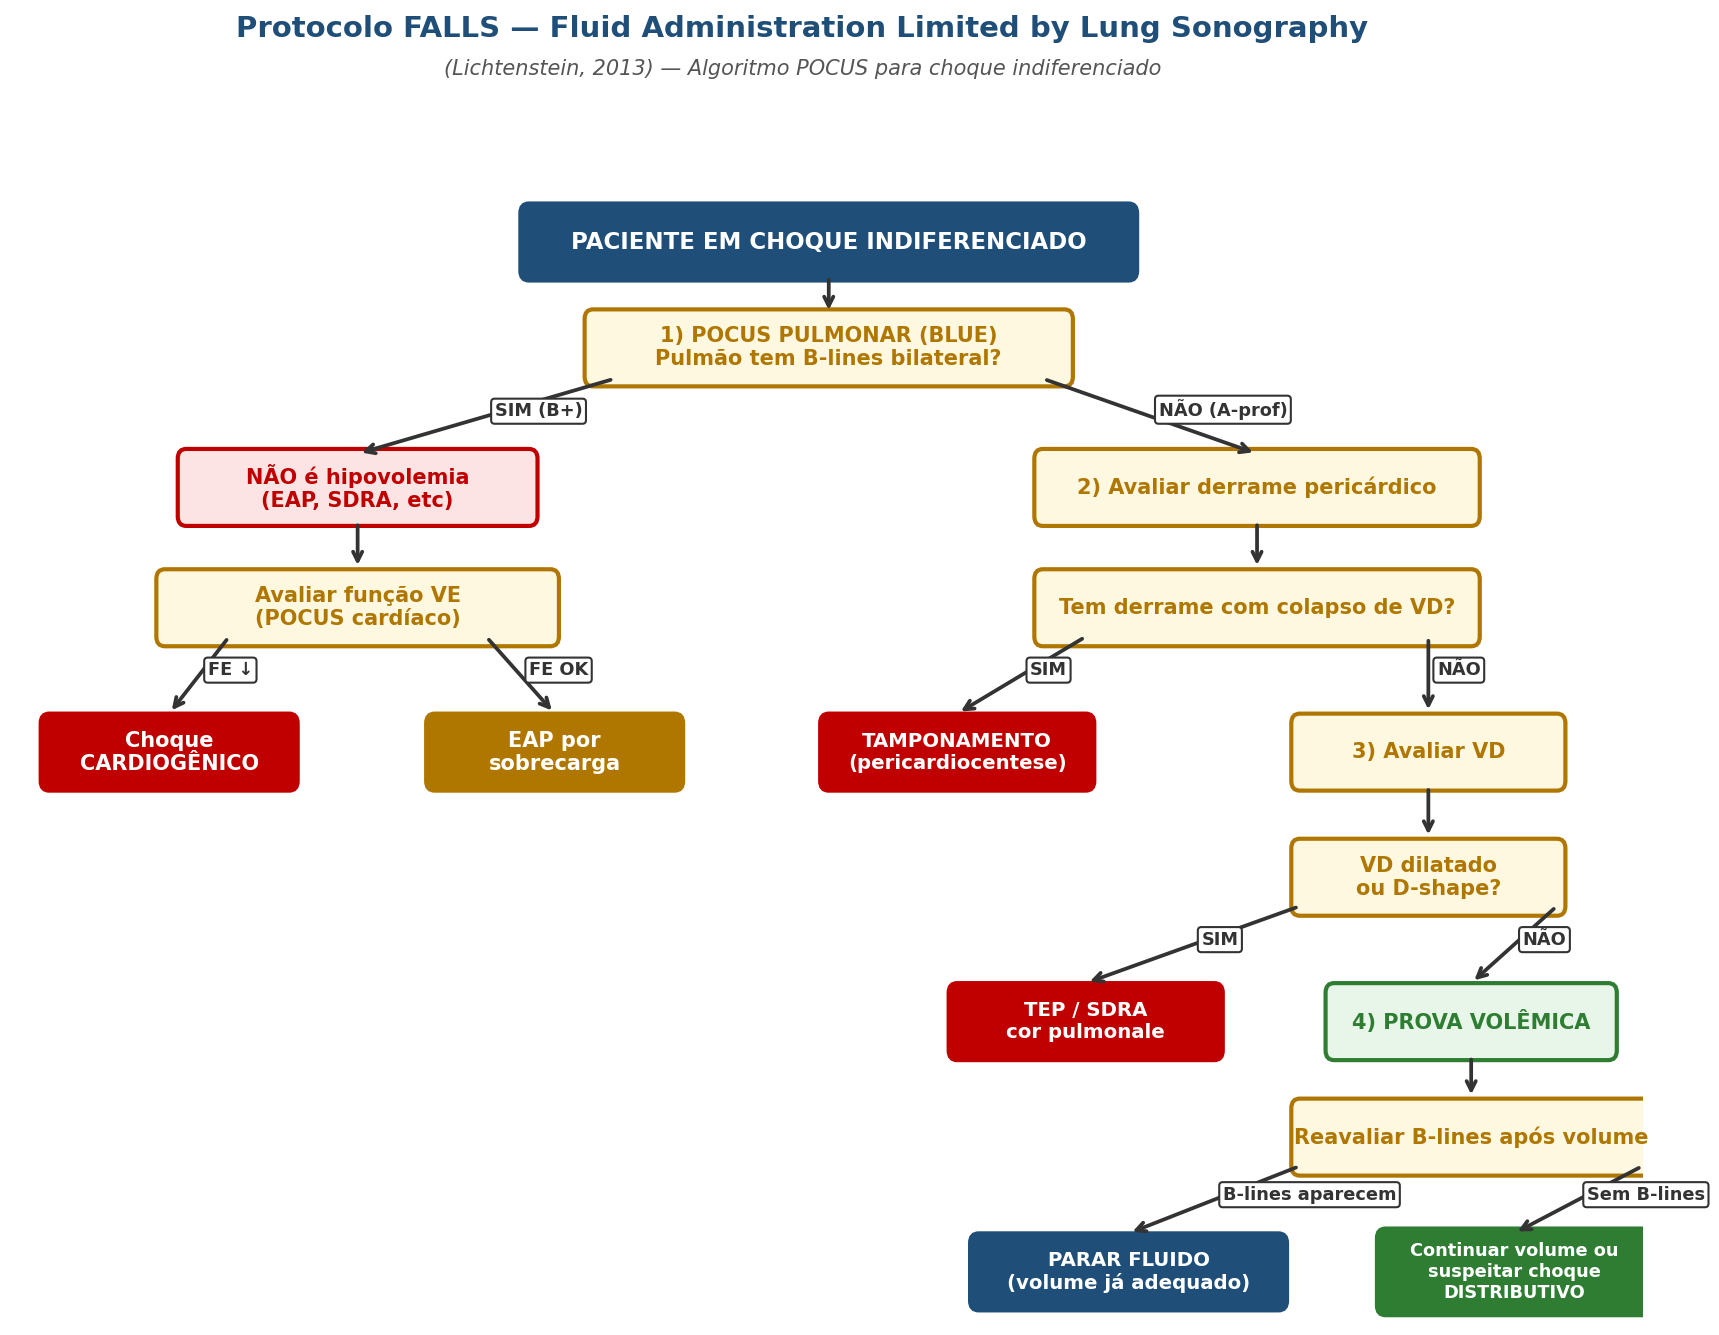 Protocolo FALLS — Fluid Administration Limited by Lung Sonography
(Lichtenstein, 2013) — Algoritmo POCUS para choque indiferenciado
PACIENTE EM CHOQUE INDIFERENCIADO
1) POCUS PULMONAR (BLUE)
Pulmão tem B-lines bilateral?
SIM (B+)
NÃO (A-prof)
NÃO é hipovolemia
(EAP, SDRA, etc)
2) Avaliar derrame pericárdico
Avaliar função VE
(POCUS cardíaco)
Tem derrame com colapso de VD?
FE ↓
FE OK
SIM
NÃO
Choque
CARDIOGÊNICO
EAP por
sobrecarga
TAMPONAMENTO
(pericardiocentese)
3) Avaliar VD
VD dilatado
ou D-shape?
SIM
NÃO
TEP / SDRA
cor pulmonale
4) PROVA VOLÊMICA
Reavaliar B-lines após volume
B-lines aparecem
Sem B-lines
PARAR FLUIDO
(volume já adequado)
Continuar volume ou
suspeitar choque
DISTRIBUTIVO